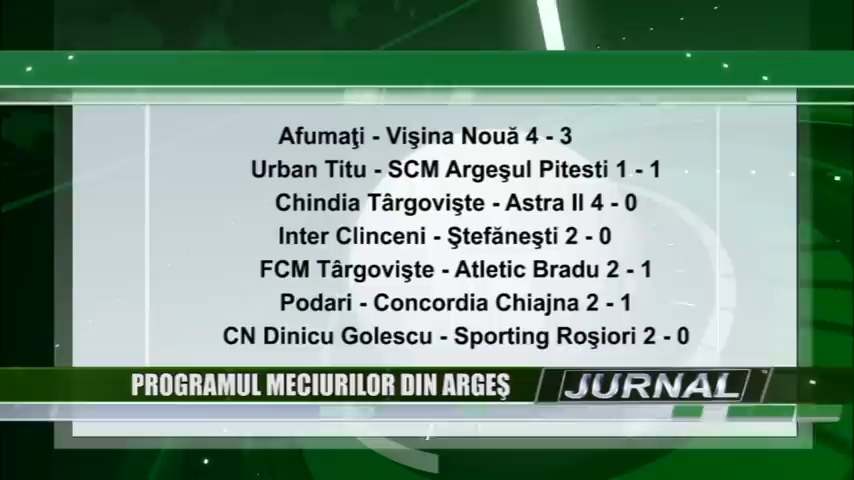 Afumaţi - Vişina Nouă 4 - 3
Urban Titu - SCM Argeşul Pitesti 1 - 1
Chindia Târgovişte - Astra II 4 - 0
Inter Clinceni - Ştefăneşti 2 - 0
FCM Târgovişte - Atletic Bradu 2 - 1
Podari - Concordia Chiajna 2 - 1
CN Dinicu Golescu - Sporting Roşiori 2 - 0
PROGRAMUL MECIURILOR DIN ARGEŞ
JURNAL